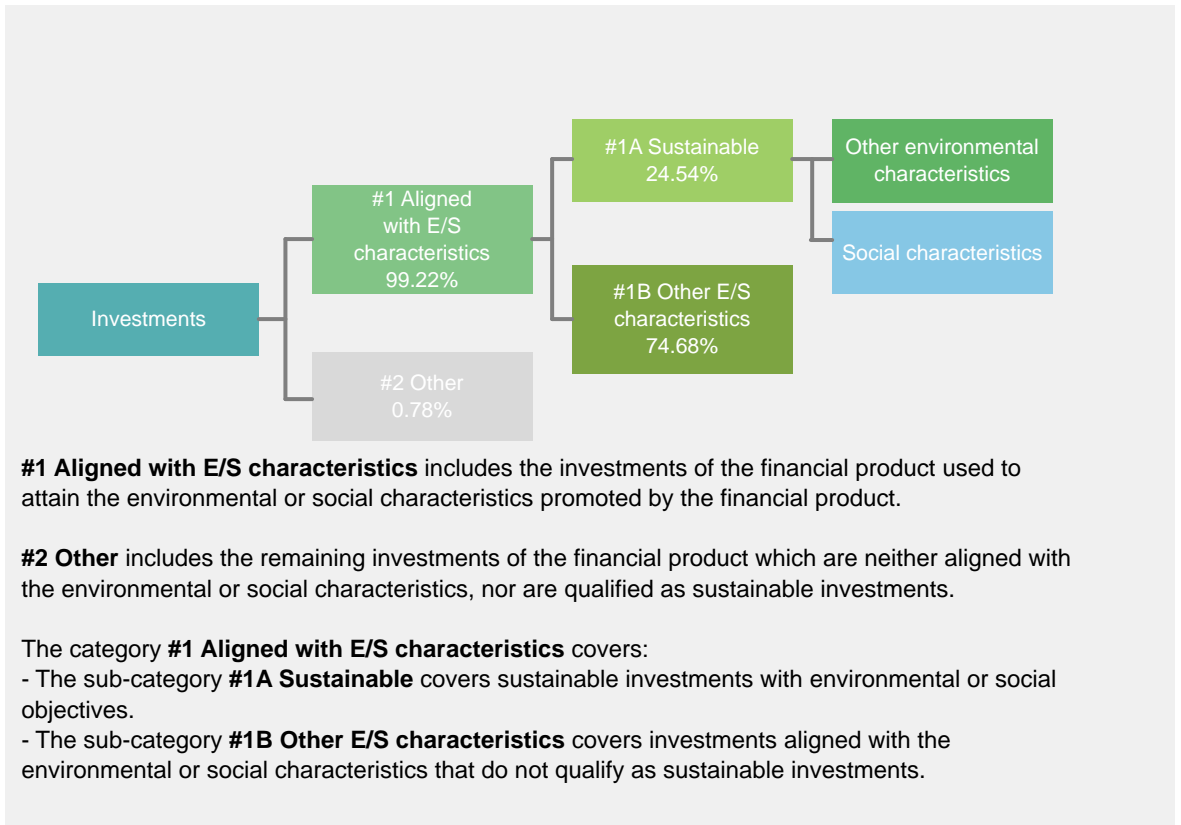 Investments
#1 Aligned
with E/S
characteristics
99.22%
#2 Other
0.78%
#1A Sustainable
24.54%
#1B Other E/S
characteristics
74.68%
Other environmental
characteristics
Social characteristics
#1 Aligned with E/S characteristics includes the investments of the financial product used to
attain the environmental or social characteristics promoted by the financial product.
#2 Other includes the remaining investments of the financial product which are neither aligned with
the environmental or social characteristics, nor are qualified as sustainable investments.
The category #1 Aligned with E/S characteristics covers:
- The sub-category #1A Sustainable covers sustainable investments with environmental or social
objectives.
- The sub-category #1B Other E/S characteristics covers investments aligned with the
environmental or social characteristics that do not qualify as sustainable investments.